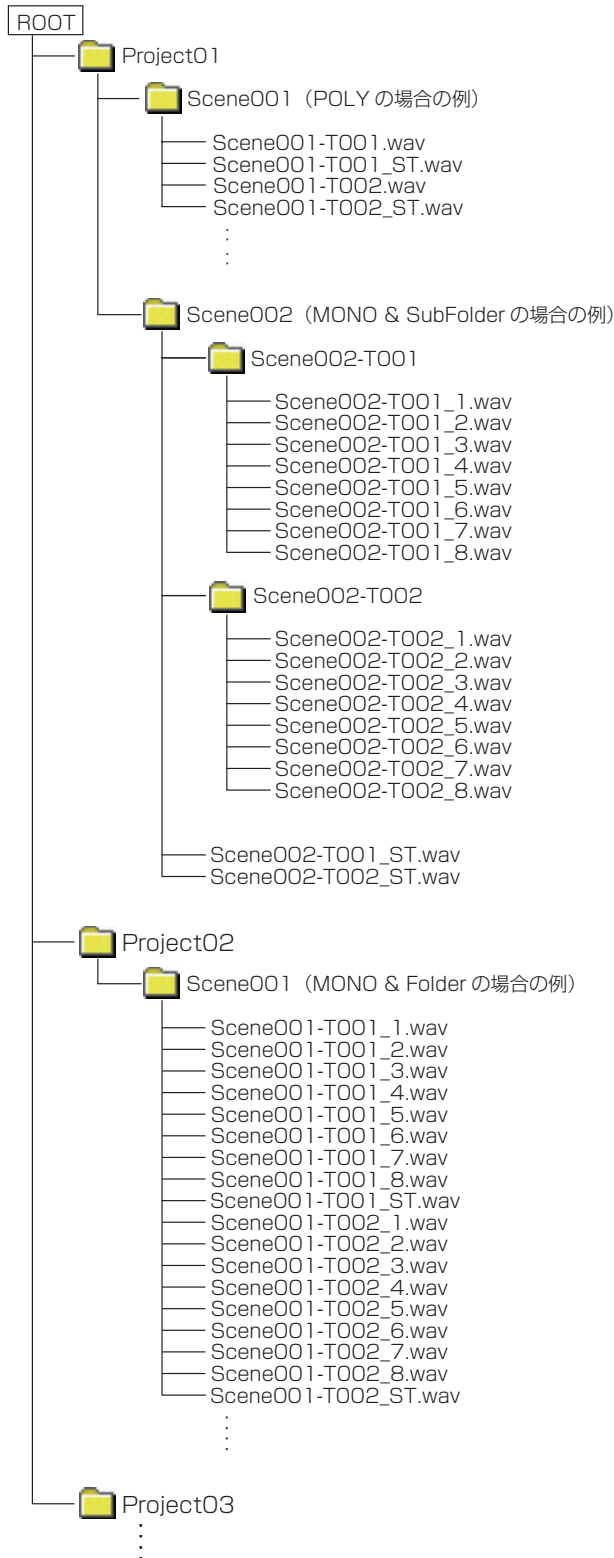 ROOT
Project01
Scene001（POLY の場合の例）
Scene001-T001.wav
Scene001-T001_ST.wav
Scene001-T002.wav
Scene001-T002_ST.wav
Scene002（MONO & SubFolder の場合の例）
Scene002-T001
Scene002-T001_1.wav
Scene002-T001_2.wav
Scene002-T001_3.wav
Scene002-T001_4.wav
Scene002-T001_5.wav
Scene002-T001_6.wav
Scene002-T001_7.wav
Scene002-T001_8.wav
Scene002-T002
Scene002-T002_1.wav
Scene002-T002_2.wav
Scene002-T002_3.wav
Scene002-T002_4.wav
Scene002-T002_5.wav
Scene002-T002_6.wav
Scene002-T002_7.wav
Scene002-T002_8.wav
Scene002-T001_ST.wav
Scene002-T002_ST.wav
Project02
Scene001（MONO & Folder の場合の例）
Scene001-T001_1.wav
Scene001-T001_2.wav
Scene001-T001_3.wav
Scene001-T001_4.wav
Scene001-T001_5.wav
Scene001-T001_6.wav
Scene001-T001_7.wav
Scene001-T001_8.wav
Scene001-T001_ST.wav
Scene001-T002_1.wav
Scene001-T002_2.wav
Scene001-T002_3.wav
Scene001-T002_4.wav
Scene001-T002_5.wav
Scene001-T002_6.wav
Scene001-T002_7.wav
Scene001-T002_8.wav
Scene001-T002_ST.wav
Project03